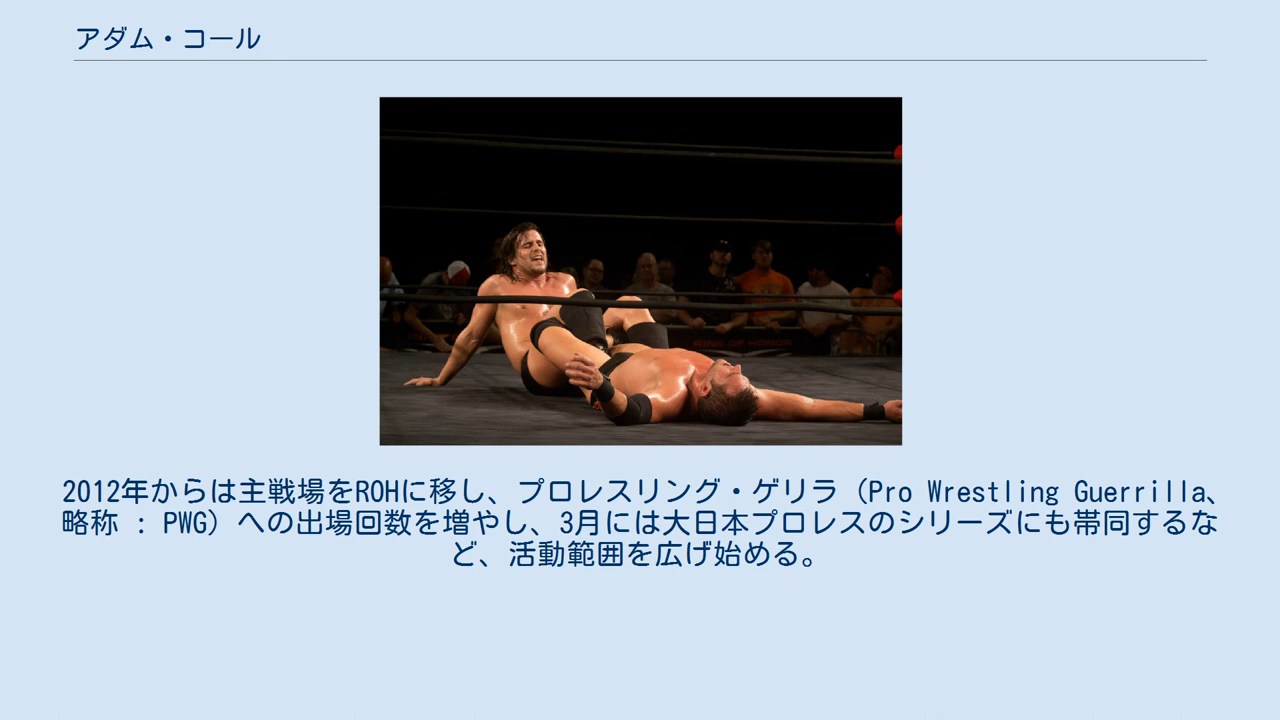 アダム・コール
RING OF HONOR
2012年からは主戦場をROHに移し、プロレスリング・ゲリラ（Pro Wrestling Guerrilla、
略称 : PWG）への出場回数を増やし、3月には大日本プロレスのシリーズにも帯同するな
ど、活動範囲を広げ始める。